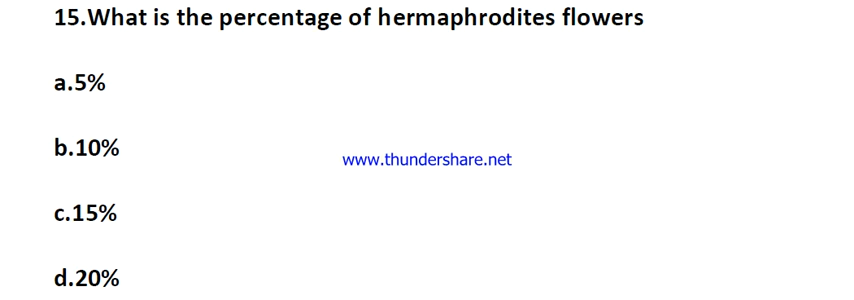 15.What is the percentage of hermaphrodites flowers
a.5%
b.10%
www.thundershare.net
c.15%
d.20%